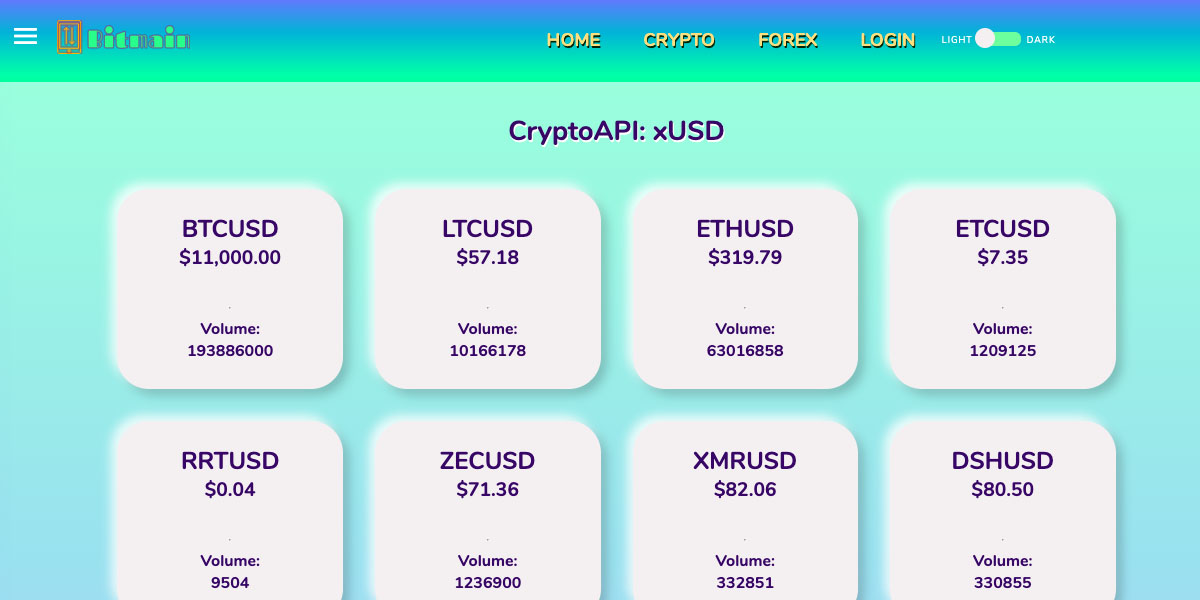 Bitmain
HOME CRYPTO FOREX LOGIN LIGHT DARK
CryptoAPI: xUSD
BTCUSD LTCUSD ETHUSD ETCUSD
$11,000.00 $57.18 $319.79 $7.35
. . . .
Volume: Volume: Volume: Volume:
193886000 10166178 63016858 1209125
RRTUSD ZECUSD XMRUSD DSHUSD
$0.04 $71.36 $82.06 $80.50
. . . .
Volume: Volume: Volume: Volume:
9504 1236900 332851 330855